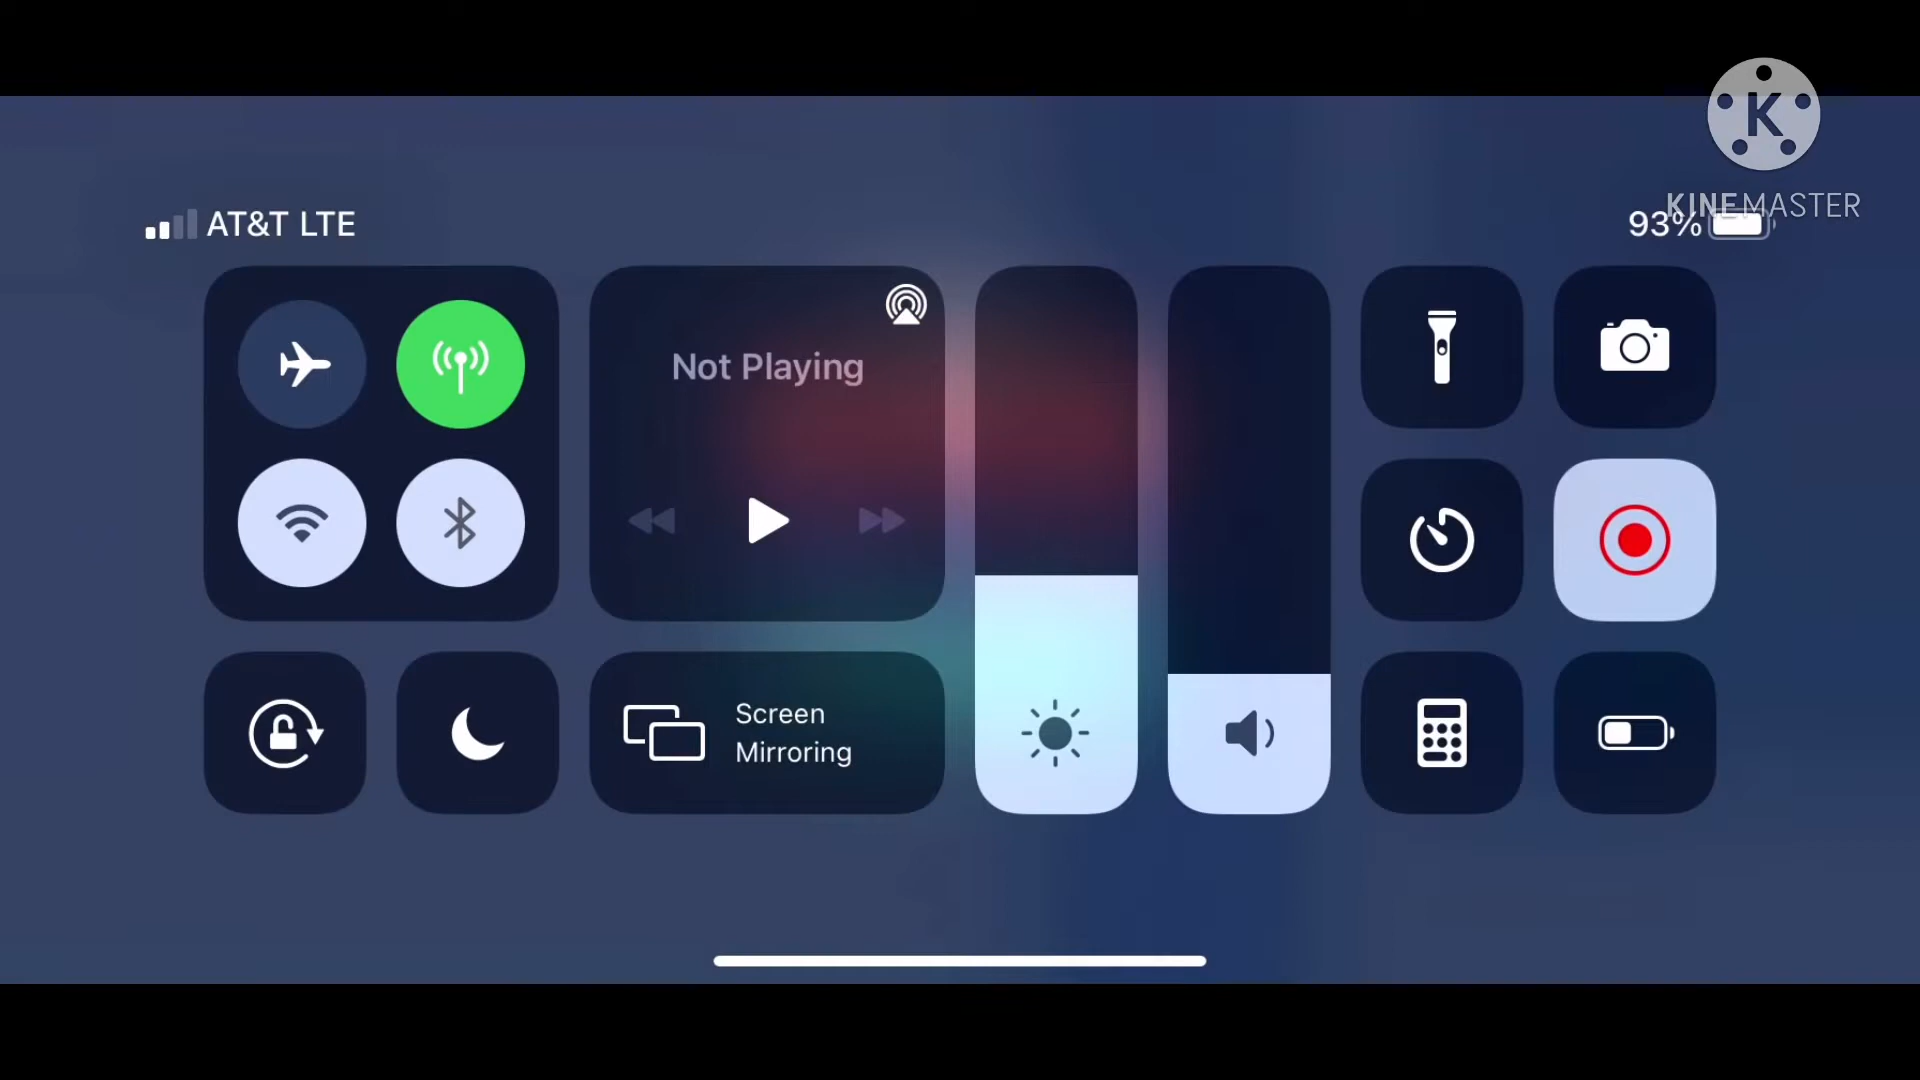 K
KINEMASTER
AT&T LTE
93%
Not Playing
Screen
Mirroring